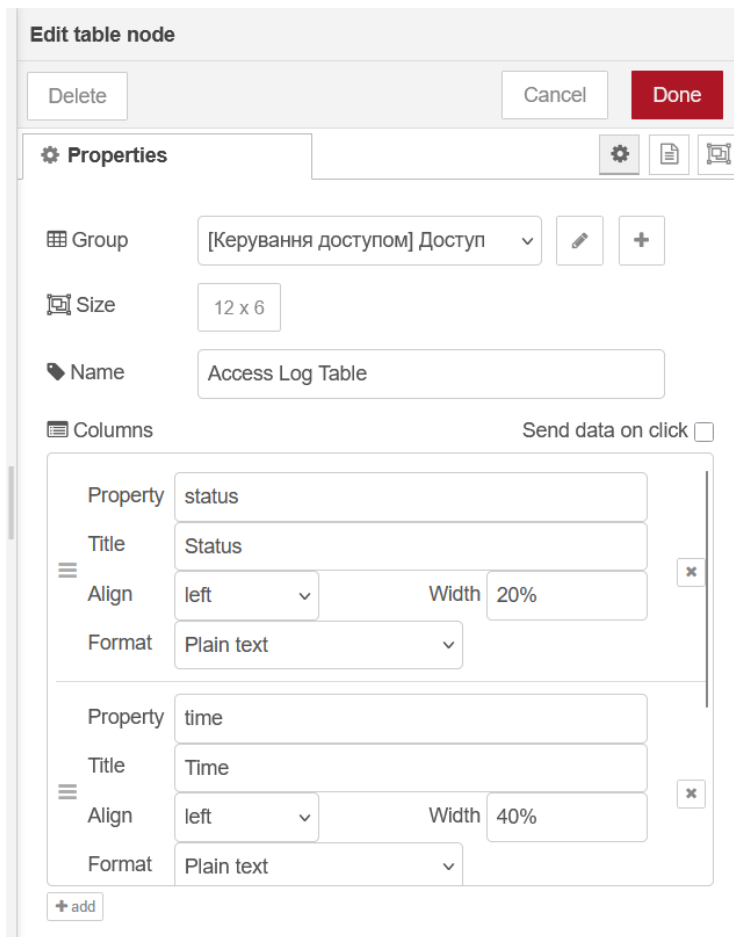 Edit table node
Delete Cancel Done
Properties
Group [Керування доступом] Доступ
Size 12 x 6
Name Access Log Table
Columns Send data on click
Property status
Title Status
Align left Width 20%
Format Plain text
Property time
Title Time
Align left Width 40%
Format Plain text
add